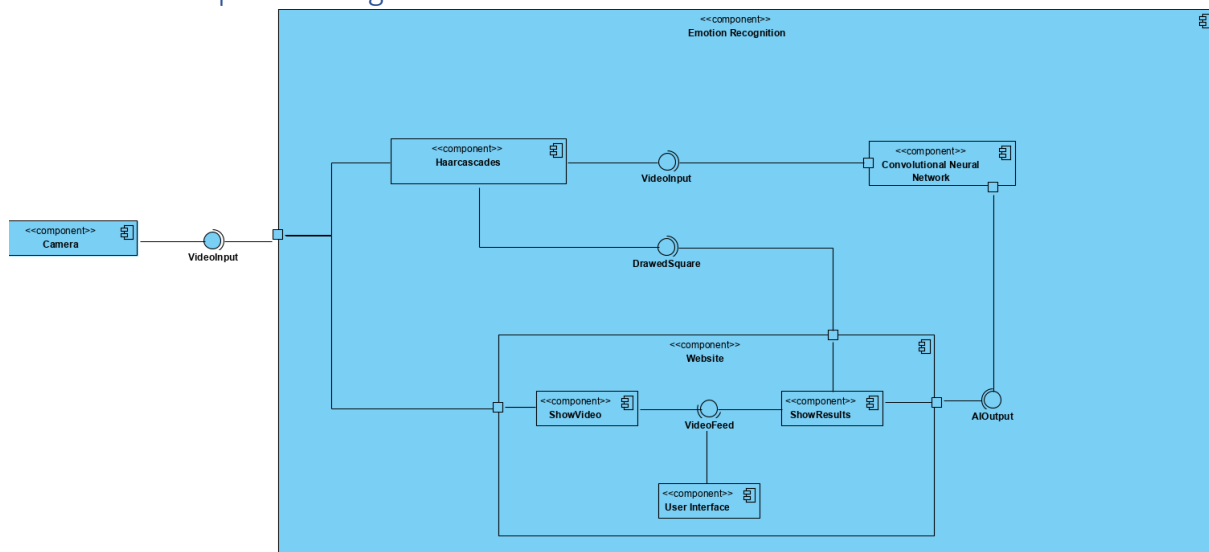 <<component>>
Emotion Recognition
<<component>>
Haarcascades
VideoInput
<<component>>
Convolutional Neural
Network
<<component>>
Camera
VideoInput
DrawedSquare
<<component>>
Website
<<component>>
ShowVideo
VideoFeed
<<component>>
ShowResults
AIOutput
<<component>>
User Interface